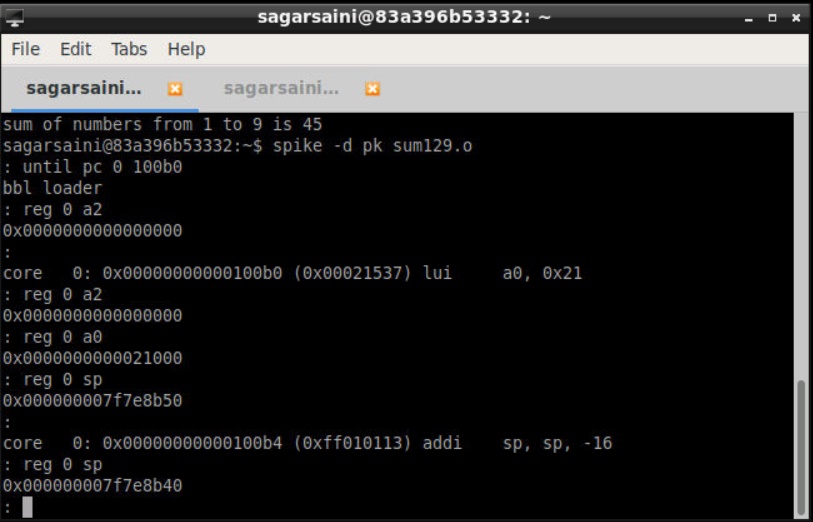 sagarsaini@83a396b53332: ~
File Edit Tabs Help
sagarsaini... sagarsaini...
sum of numbers from 1 to 9 is 45
sagarsaini@83a396b53332:~$ spike -d pk sum129.o
: until pc 0 100b0
bbl loader
: reg 0 a2
0x0000000000000000
:
core   0: 0x00000000000100b0 (0x00021537) lui     a0, 0x21
: reg 0 a2
0x0000000000000000
: reg 0 a0
0x0000000000021000
: reg 0 sp
0x000000007f7e8b50
:
core   0: 0x00000000000100b4 (0xff010113) addi    sp, sp, -16
: reg 0 sp
0x000000007f7e8b40
: